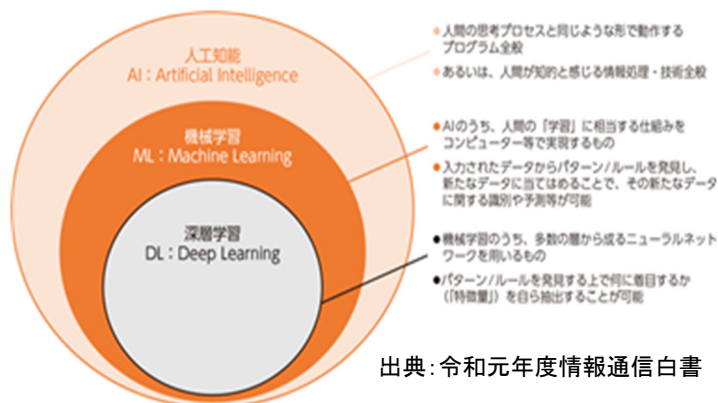 人工知能
AI：Artificial Intelligence
機械学習
ML：Machine Learning
深層学習
DL：Deep Learning
●人間の思考プロセスと同じような形で動作する
プログラム全般
●あるいは、人間が知的と感じる情報処理・技術全般
●AIのうち、人間の「学習」に相当する仕組みを
コンピューター等で実現するもの
●入力されたデータからパターン/ルールを発見し、
新たなデータに当てはめることで、その新たなデータ
に関する識別や予測等が可能
●機械学習のうち、多数の層から成るニューラルネット
ワークを用いるもの
●パターン/ルールを発見する上で何に着目するか
（「特徴量」）を自ら抽出することが可能
出典：令和元年度情報通信白書